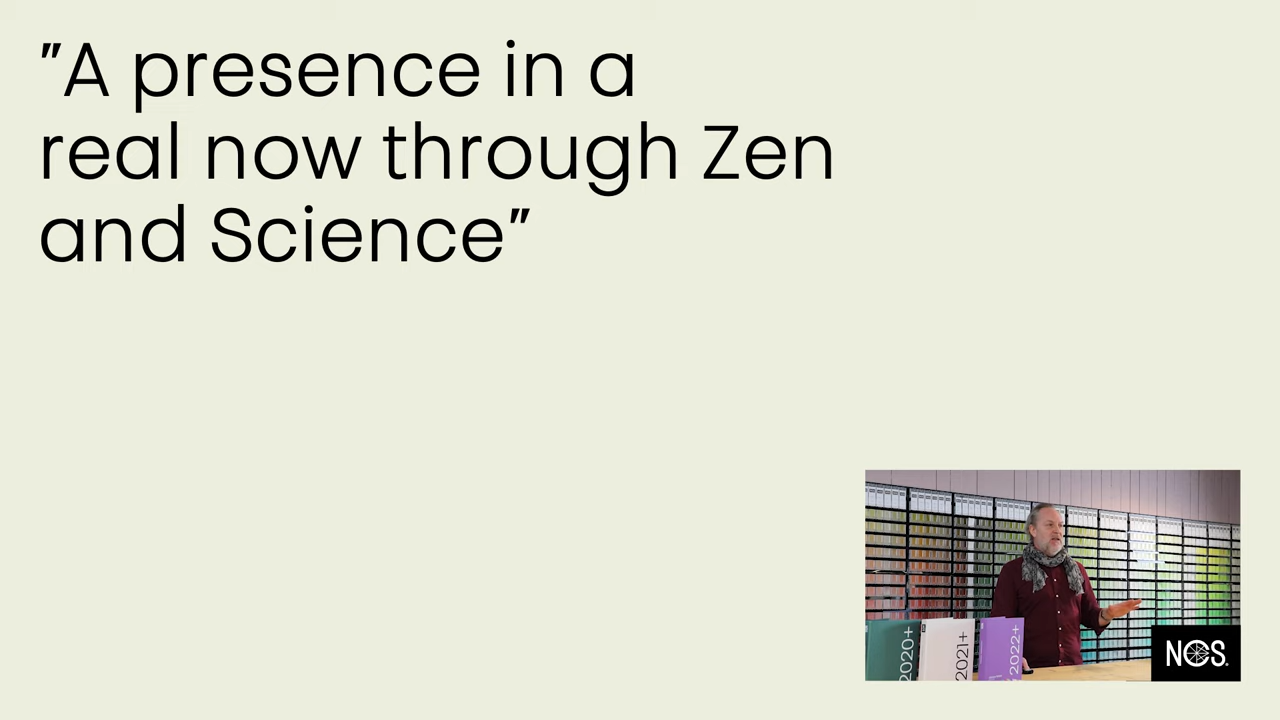 "A presence in a
real now through Zen
and Science"
2020+
2021+
2022+
NCS